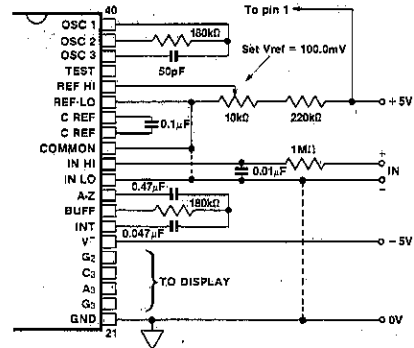 40
To pin 1
OSC 1
OSC 2
180kΩ
OSC 3
50pF
Set Vref = 100.0mV
TEST
REF HI
REF LO
10kΩ
220kΩ
+5V
C REF
0.1µF
C REF
COMMON
1MΩ
+
IN HI
0.01µF
IN
IN LO
−
0.47µF
A-Z
BUFF
180kΩ
INT
0.047µF
V−
−5V
G2
C3
TO DISPLAY
A3
G3
GND
0V
21